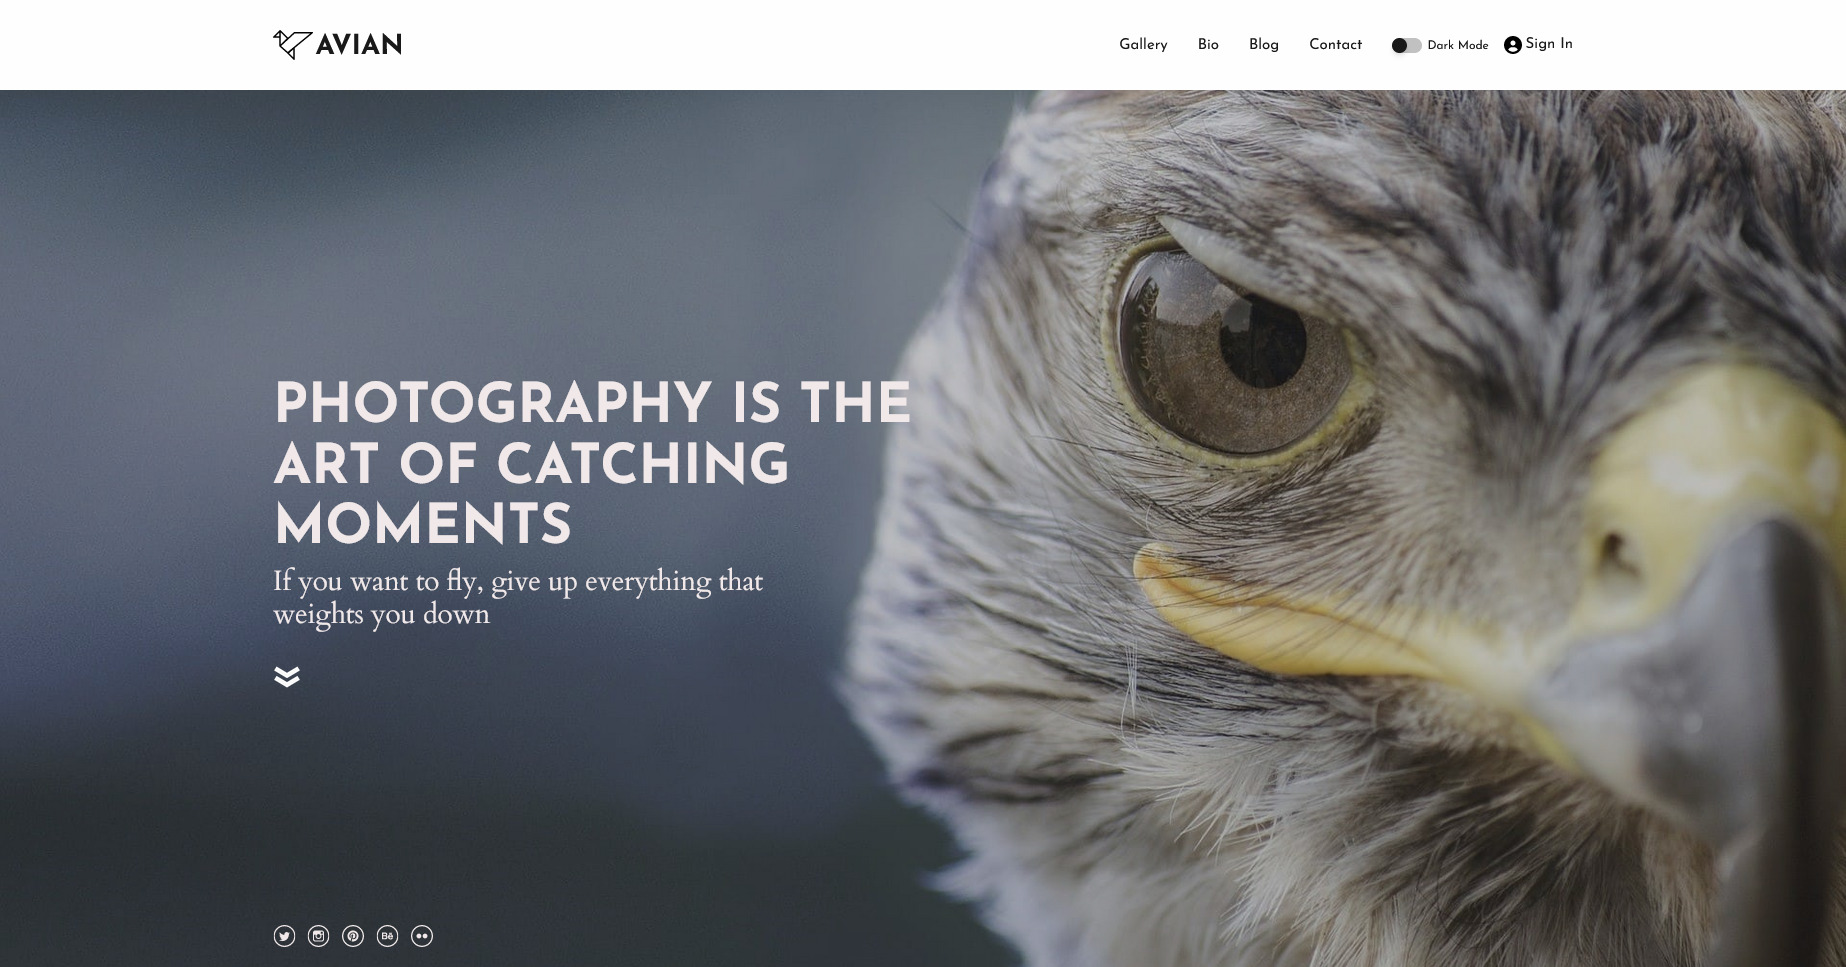 AVIAN
Gallery Bio Blog Contact Dark Mode Sign In
PHOTOGRAPHY IS THE
ART OF CATCHING
MOMENTS
If you want to fly, give up everything that
weights you down
Bē